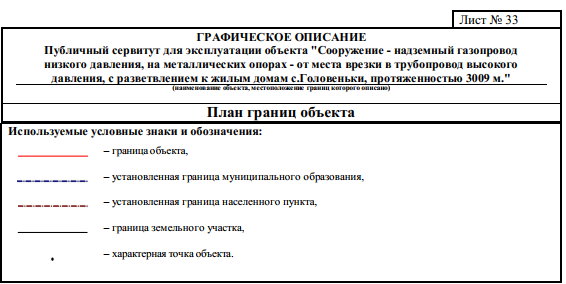 Лист № 33
ГРАФИЧЕСКОЕ ОПИСАНИЕ
Публичный сервитут для эксплуатации объекта "Сооружение - надземный газопровод
низкого давления, на металлических опорах - от места врезки в трубопровод высокого
давления, с разветвлением к жилым домам с.Головеньки, протяженностью 3009 м."
(наименование объекта, местоположение границ которого описано)
План границ объекта
Используемые условные знаки и обозначения:
– граница объекта,
– установленная граница муниципального образования,
– установленная граница населенного пункта,
– граница земельного участка,
– характерная точка объекта.